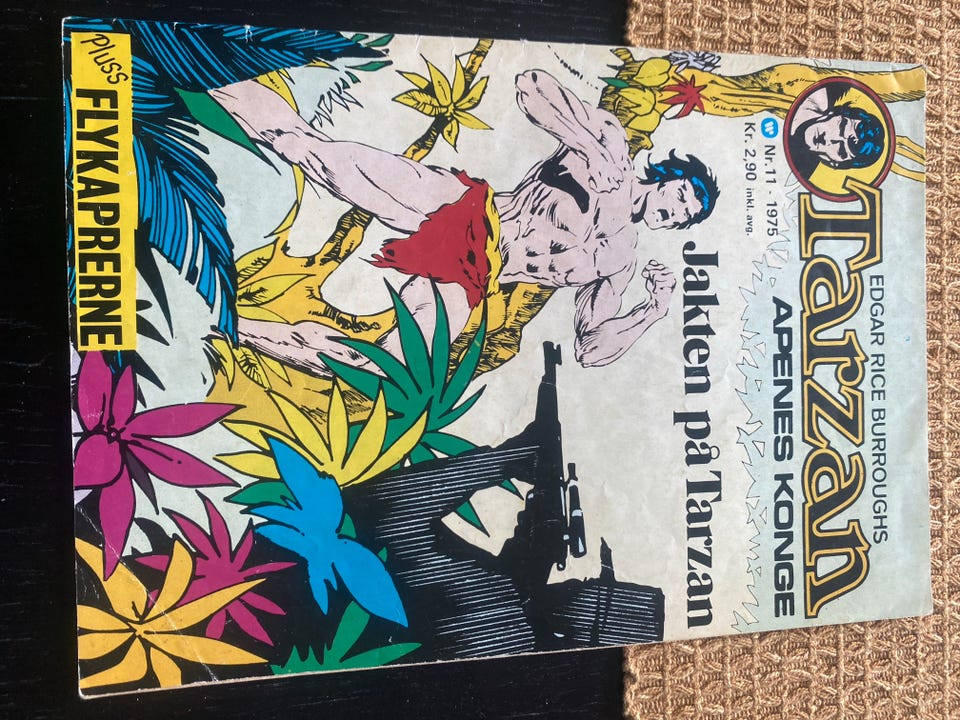 EDGAR RICE BURROUGHS
Tarzan
APENES KONGE
Nr. 11 · 1975
Kr. 2,90 inkl. avg.
Jakten på Tarzan
pluss
FLYKAPRERNE